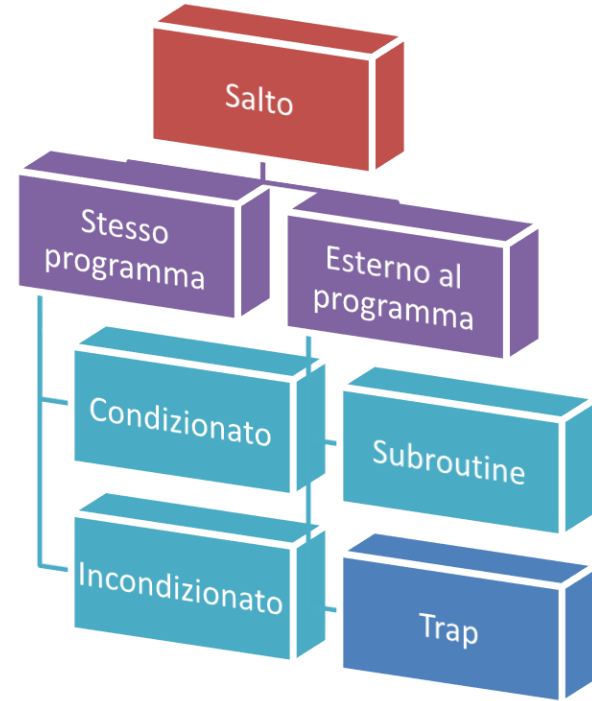 Salto
Stesso
programma
Esterno al
programma
Condizionato
Subroutine
Incondizionato
Trap